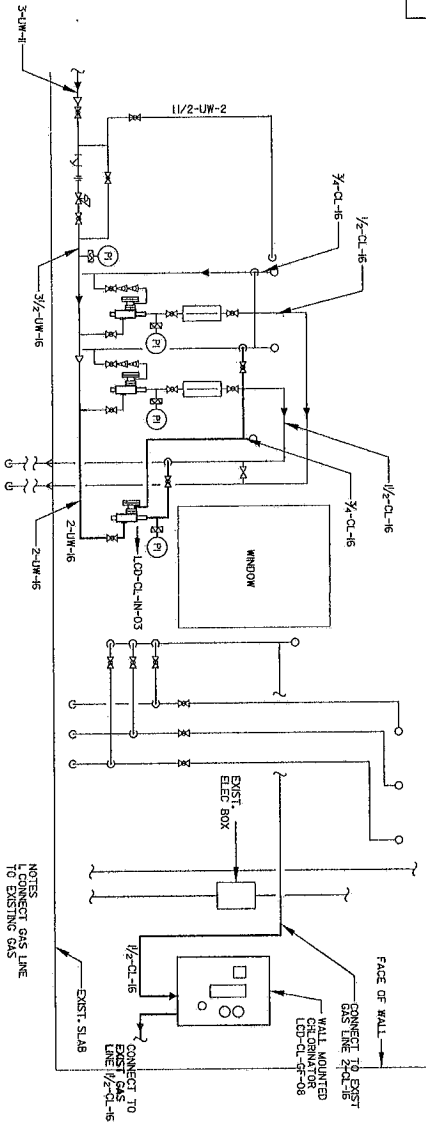 3-UW-11
1 1/2-UW-2
3/4-CL-16
1/2-CL-16
3 1/2-UW-16
PI
PI
PI
PI
2-UW-16
2-UW-16
LCD-CL-IN-03
3/4-CL-16
1 1/2-CL-16
WINDOW
EXIST.
ELEC BOX
FACE OF WALL
CONNECT TO EXIST
GAS LINE 2-CL-16
WALL MOUNTED
CHLORINATOR
LCD-CL-GF-08
1 1/2-CL-16
CONNECT TO
EXIST GAS
LINE 1 1/2-CL-16
EXIST. SLAB
NOTES
1. CONNECT GAS LINE
TO EXISTING GAS